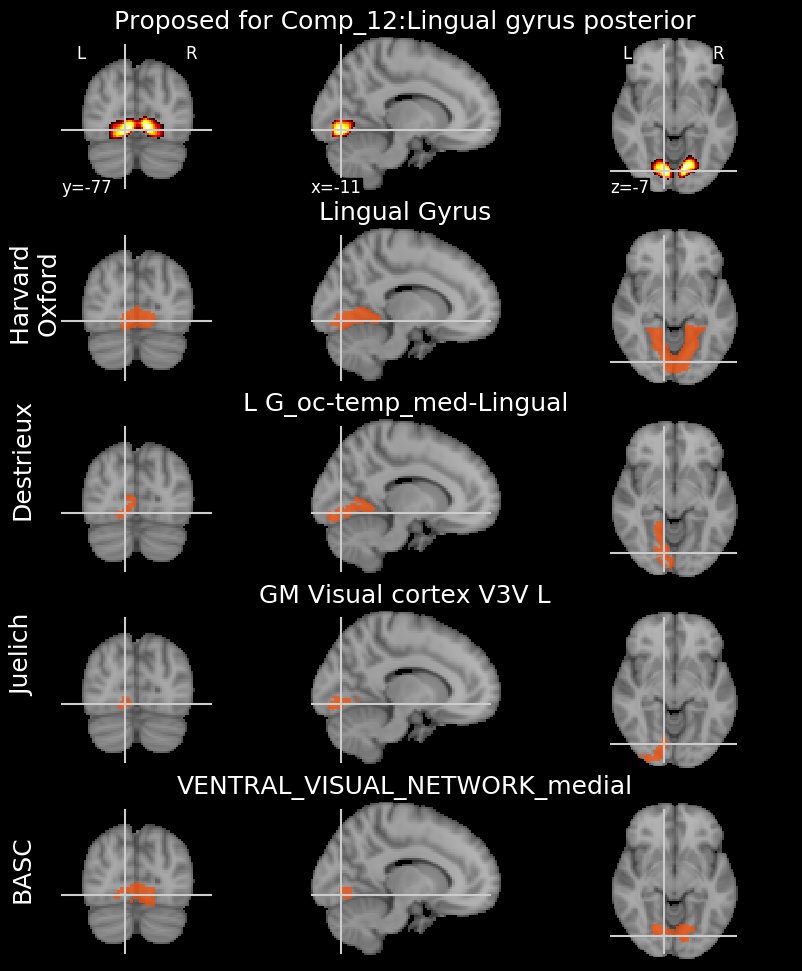 Proposed for Comp_12:Lingual gyrus posterior
L R L R
y=-77 x=-11 z=-7
Lingual Gyrus
Harvard
Oxford
L G_oc-temp_med-Lingual
Destrieux
GM Visual cortex V3V L
Juelich
VENTRAL_VISUAL_NETWORK_medial
BASC